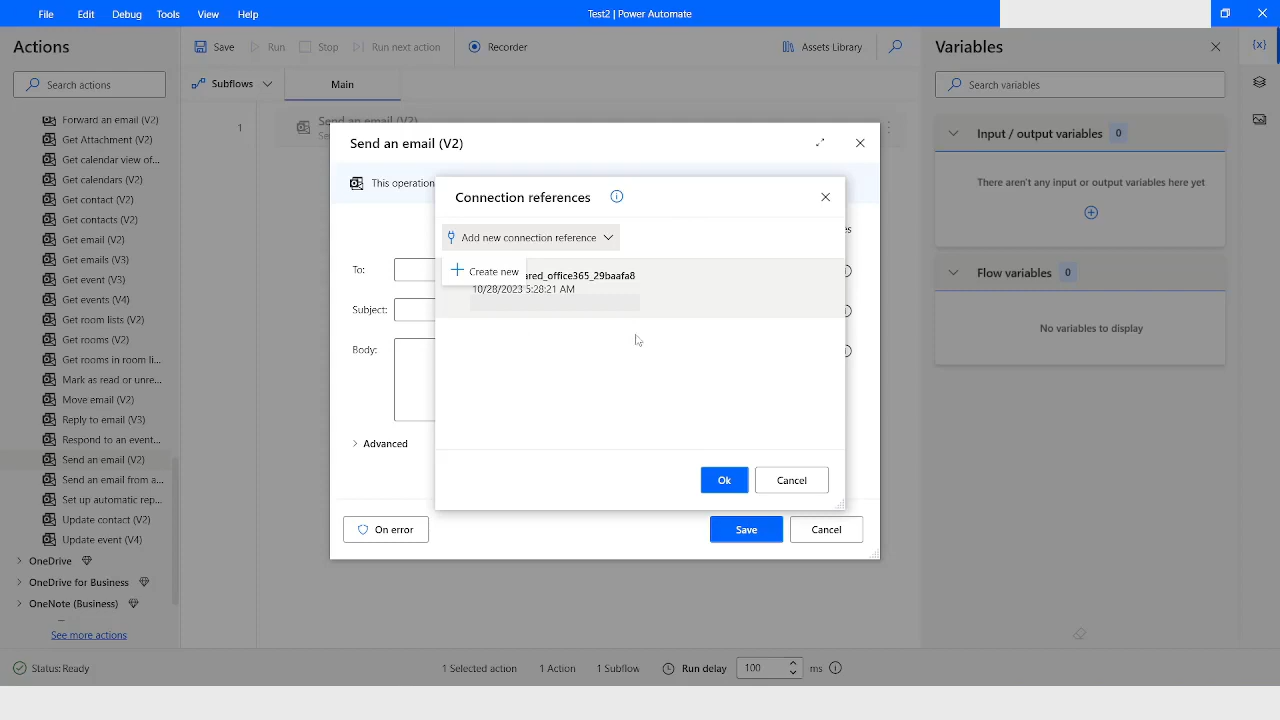 File Edit Debug Tools View Help
Test2 | Power Automate
Actions
Search actions
Forward an email (V2)
Get Attachment (V2)
Get calendar view of...
Get calendars (V2)
Get contact (V2)
Get contacts (V2)
Get email (V2)
Get emails (V3)
Get event (V3)
Get events (V4)
Get room lists (V2)
Get rooms (V2)
Get rooms in room li...
Mark as read or unre...
Move email (V2)
Reply to email (V3)
Respond to an event...
Send an email (V2)
Send an email from a...
Set up automatic rep...
Update contact (V2)
Update event (V4)
OneDrive
OneDrive for Business
OneNote (Business)
See more actions
Save Run Stop Run next action Recorder Assets Library
Subflows Main
1
Send an email (V2)
Send an email (V2)
This operation
To:
Subject:
Body:
Advanced
On error Save Cancel
Connection references
Add new connection reference
Create new
ared_office365_29baafa8
10/28/2023 5:28:21 AM
Ok Cancel
Variables
{x}
Search variables
Input / output variables 0
There aren't any input or output variables here yet
Flow variables 0
No variables to display
Status: Ready 1 Selected action 1 Action 1 Subflow Run delay 100 ms